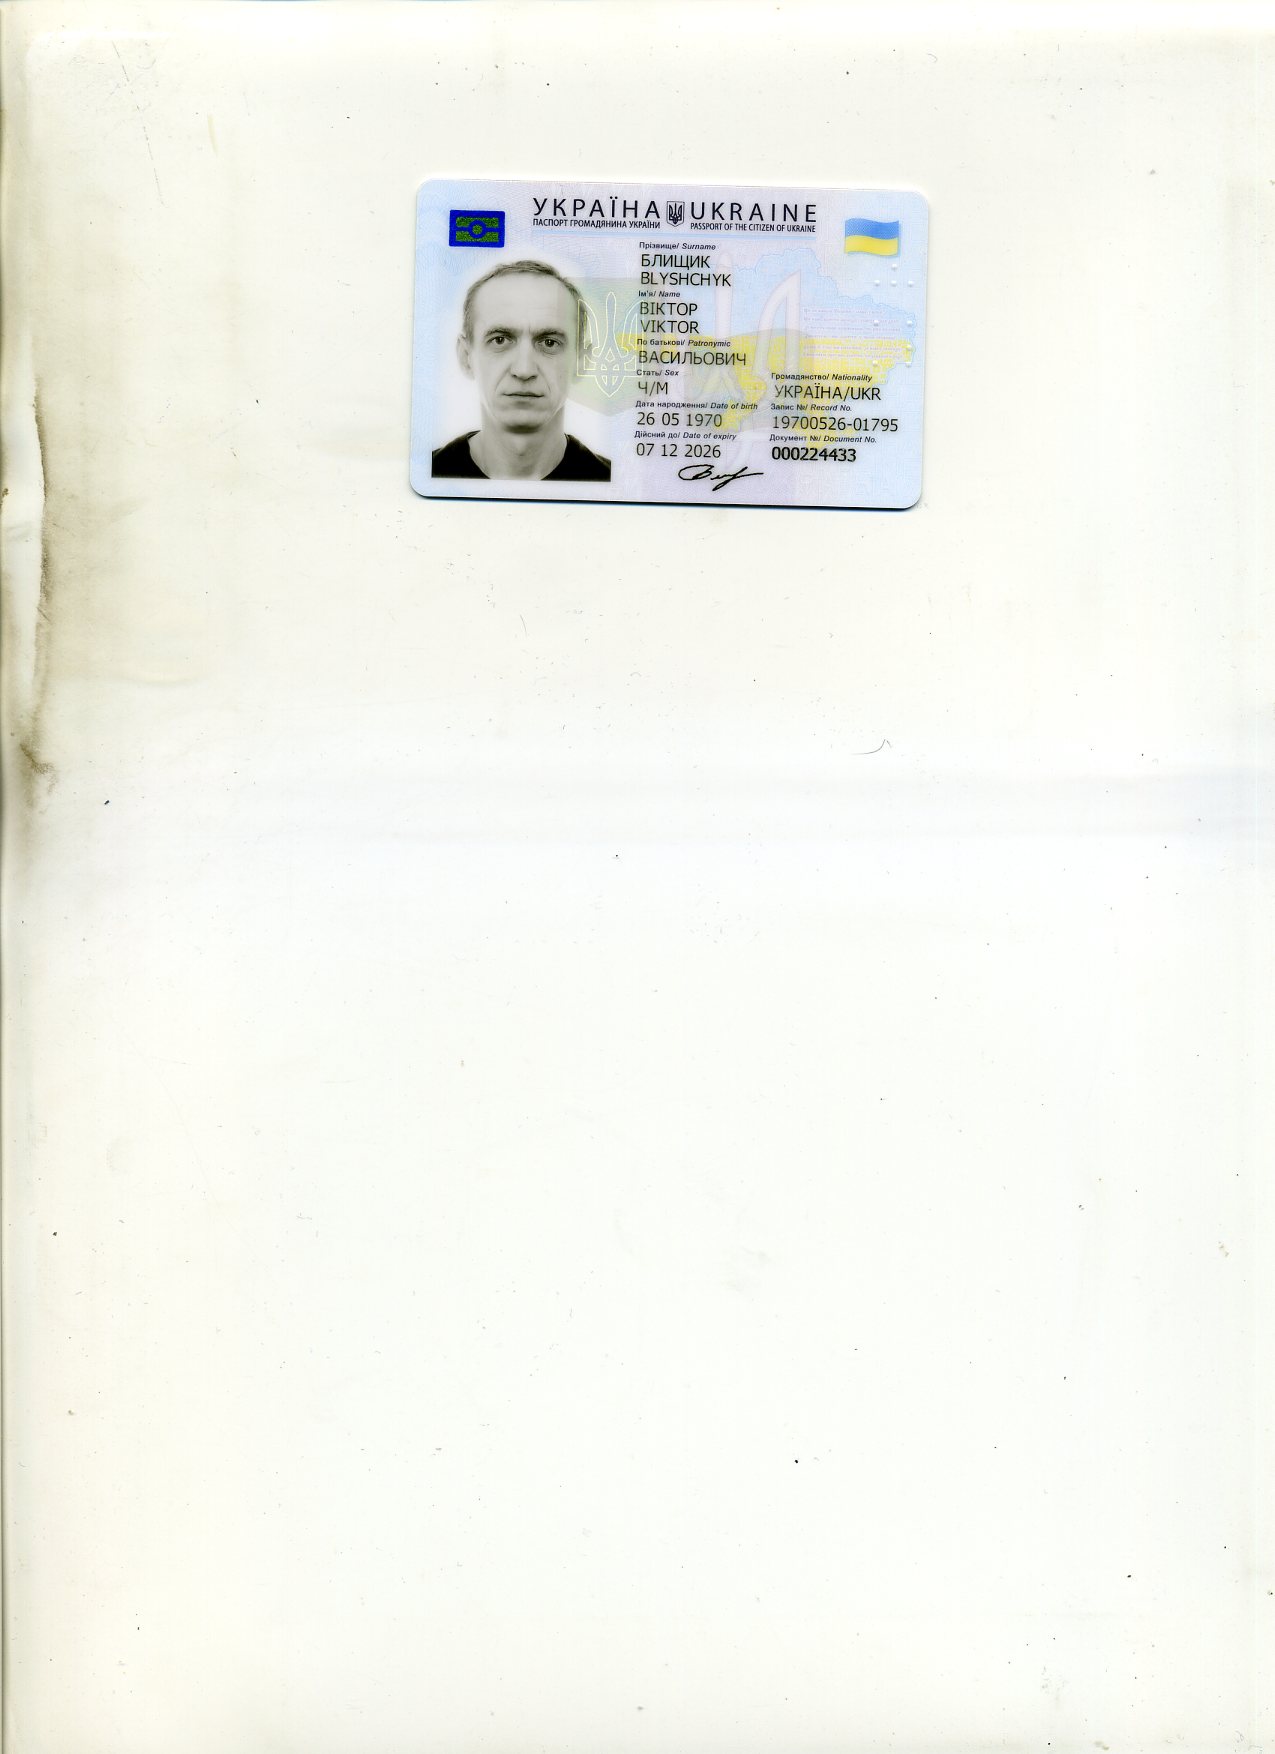 УКРАЇНА UKRAINE
ПАСПОРТ ГРОМАДЯНИНА УКРАЇНИ PASSPORT OF THE CITIZEN OF UKRAINE
Прізвище/ Surname
БЛИЩИК
BLYSHCHYK
Ім'я/ Name
ВІКТОР
VIKTOR
По батькові/ Patronymic
ВАСИЛЬОВИЧ
Стать/ Sex
Ч/М
Громадянство/ Nationality
УКРАЇНА/UKR
Дата народження/ Date of birth
26 05 1970
Запис №/ Record No.
19700526-01795
Дійсний до/ Date of expiry
07 12 2026
Документ №/ Document No.
000224433